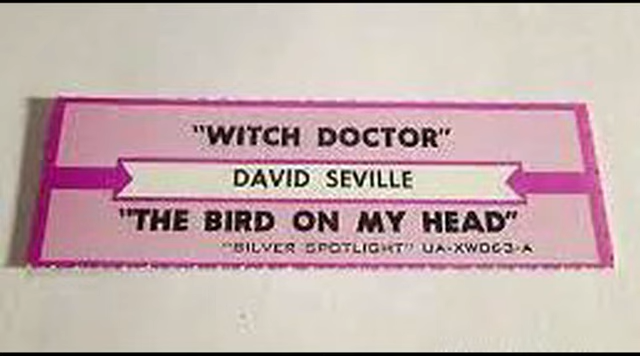 "WITCH DOCTOR"
DAVID SEVILLE
"THE BIRD ON MY HEAD"
"SILVER SPOTLIGHT" UA-XW063-A